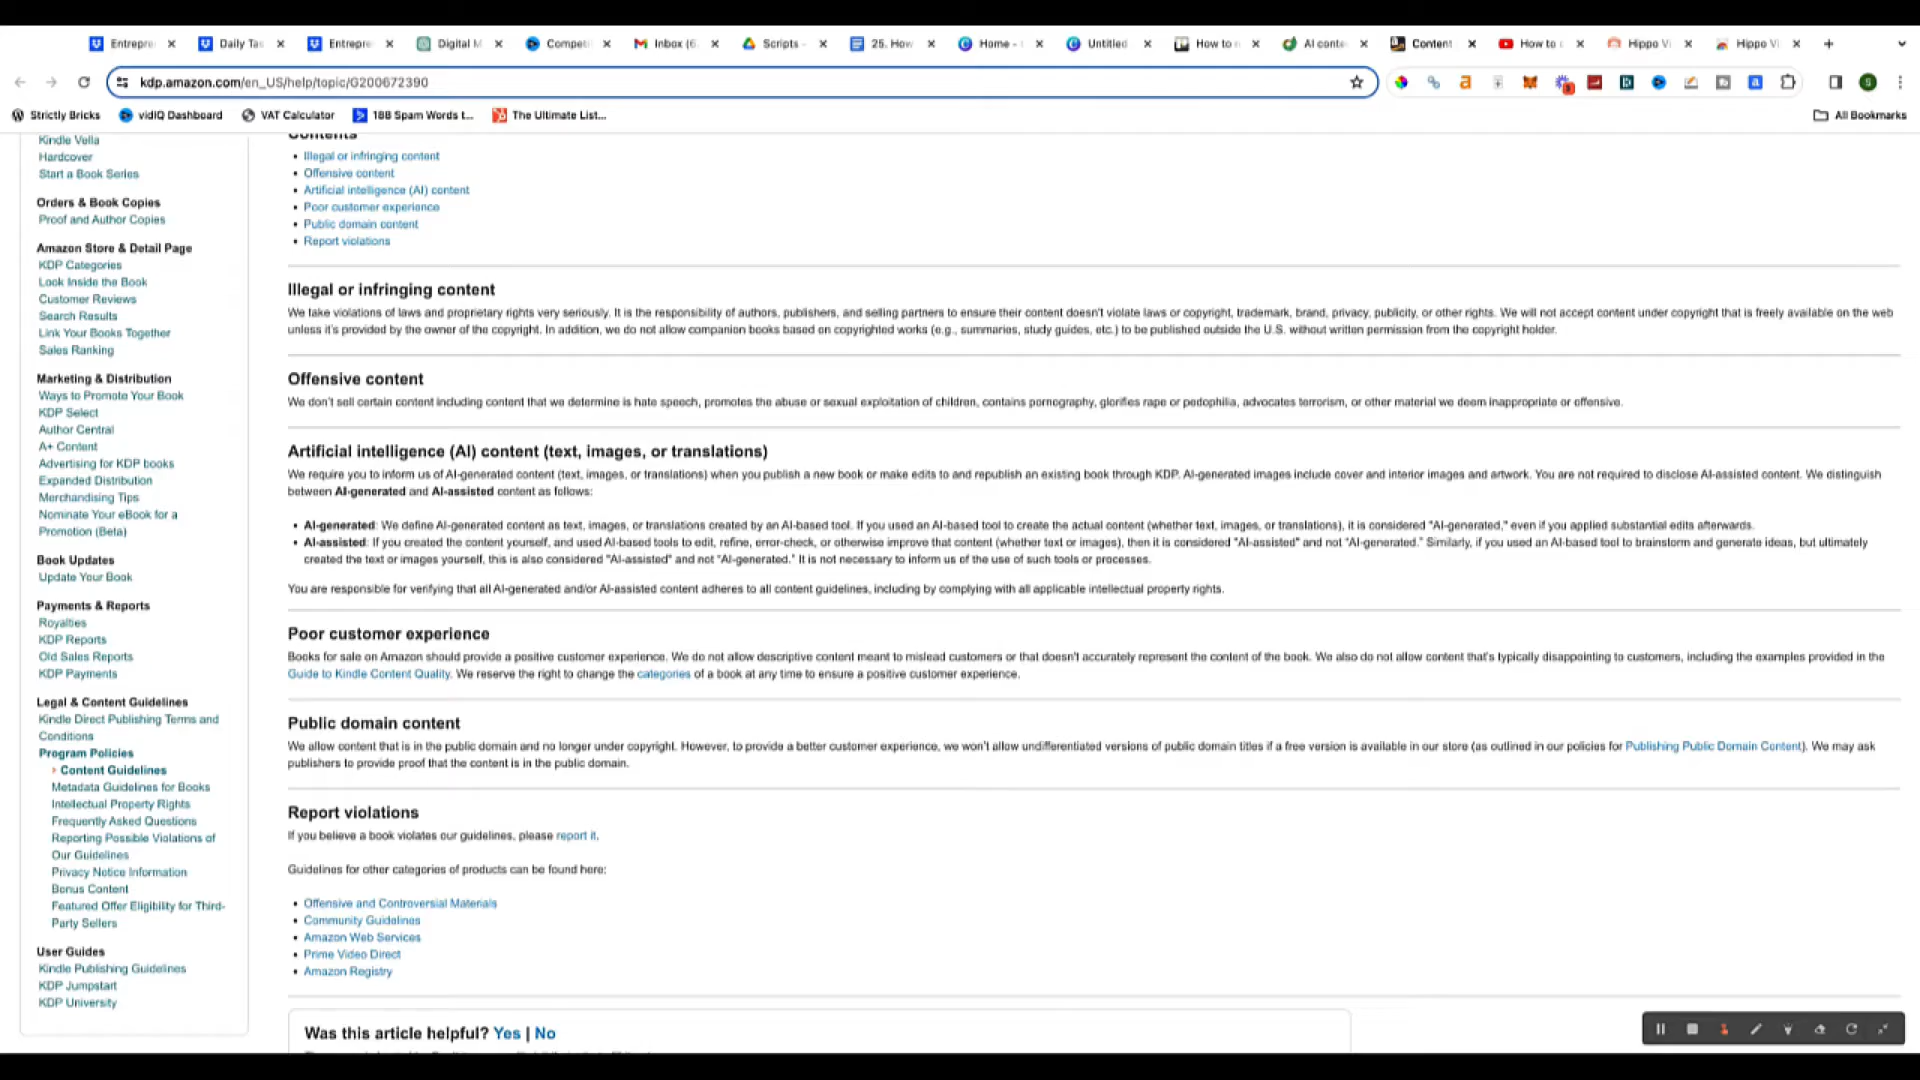 Entrepre
Daily Tas
Entrepre
Digital M
Competi
Inbox (6
Scripts -
25. How
Home - t
Untitled
How to r
AI conte
Content
How to c
Hippo Vi
Hippo Vi
kdp.amazon.com/en_US/help/topic/G200672390
Strictly Bricks
vidIQ Dashboard
VAT Calculator
188 Spam Words t...
The Ultimate List...
All Bookmarks
Kindle Vella
Hardcover
Start a Book Series
Orders & Book Copies
Proof and Author Copies
Amazon Store & Detail Page
KDP Categories
Look Inside the Book
Customer Reviews
Search Results
Link Your Books Together
Sales Ranking
Marketing & Distribution
Ways to Promote Your Book
KDP Select
Author Central
A+ Content
Advertising for KDP books
Expanded Distribution
Merchandising Tips
Nominate Your eBook for a
Promotion (Beta)
Book Updates
Update Your Book
Payments & Reports
Royalties
KDP Reports
Old Sales Reports
KDP Payments
Legal & Content Guidelines
Kindle Direct Publishing Terms and
Conditions
Program Policies
Content Guidelines
Metadata Guidelines for Books
Intellectual Property Rights
Frequently Asked Questions
Reporting Possible Violations of
Our Guidelines
Privacy Notice Information
Bonus Content
Featured Offer Eligibility for Third-
Party Sellers
User Guides
Kindle Publishing Guidelines
KDP Jumpstart
KDP University
Contents
• Illegal or infringing content
• Offensive content
• Artificial intelligence (AI) content
• Poor customer experience
• Public domain content
• Report violations
Illegal or infringing content
We take violations of laws and proprietary rights very seriously. It is the responsibility of authors, publishers, and selling partners to ensure their content doesn't violate laws or copyright, trademark, brand, privacy, publicity, or other rights. We will not accept content under copyright that is freely available on the web
unless it's provided by the owner of the copyright. In addition, we do not allow companion books based on copyrighted works (e.g., summaries, study guides, etc.) to be published outside the U.S. without written permission from the copyright holder.
Offensive content
We don't sell certain content including content that we determine is hate speech, promotes the abuse or sexual exploitation of children, contains pornography, glorifies rape or pedophilia, advocates terrorism, or other material we deem inappropriate or offensive.
Artificial intelligence (AI) content (text, images, or translations)
We require you to inform us of AI-generated content (text, images, or translations) when you publish a new book or make edits to and republish an existing book through KDP. AI-generated images include cover and interior images and artwork. You are not required to disclose AI-assisted content. We distinguish
between AI-generated and AI-assisted content as follows:
• AI-generated: We define AI-generated content as text, images, or translations created by an AI-based tool. If you used an AI-based tool to create the actual content (whether text, images, or translations), it is considered "AI-generated," even if you applied substantial edits afterwards.
• AI-assisted: If you created the content yourself, and used AI-based tools to edit, refine, error-check, or otherwise improve that content (whether text or images), then it is considered "AI-assisted" and not "AI-generated." Similarly, if you used an AI-based tool to brainstorm and generate ideas, but ultimately
created the text or images yourself, this is also considered "AI-assisted" and not "AI-generated." It is not necessary to inform us of the use of such tools or processes.
You are responsible for verifying that all AI-generated and/or AI-assisted content adheres to all content guidelines, including by complying with all applicable intellectual property rights.
Poor customer experience
Books for sale on Amazon should provide a positive customer experience. We do not allow descriptive content meant to mislead customers or that doesn't accurately represent the content of the book. We also do not allow content that's typically disappointing to customers, including the examples provided in the
Guide to Kindle Content Quality. We reserve the right to change the categories of a book at any time to ensure a positive customer experience.
Public domain content
We allow content that is in the public domain and no longer under copyright. However, to provide a better customer experience, we won't allow undifferentiated versions of public domain titles if a free version is available in our store (as outlined in our policies for Publishing Public Domain Content). We may ask
publishers to provide proof that the content is in the public domain.
Report violations
If you believe a book violates our guidelines, please report it.
Guidelines for other categories of products can be found here:
• Offensive and Controversial Materials
• Community Guidelines
• Amazon Web Services
• Prime Video Direct
• Amazon Registry
Was this article helpful? Yes | No